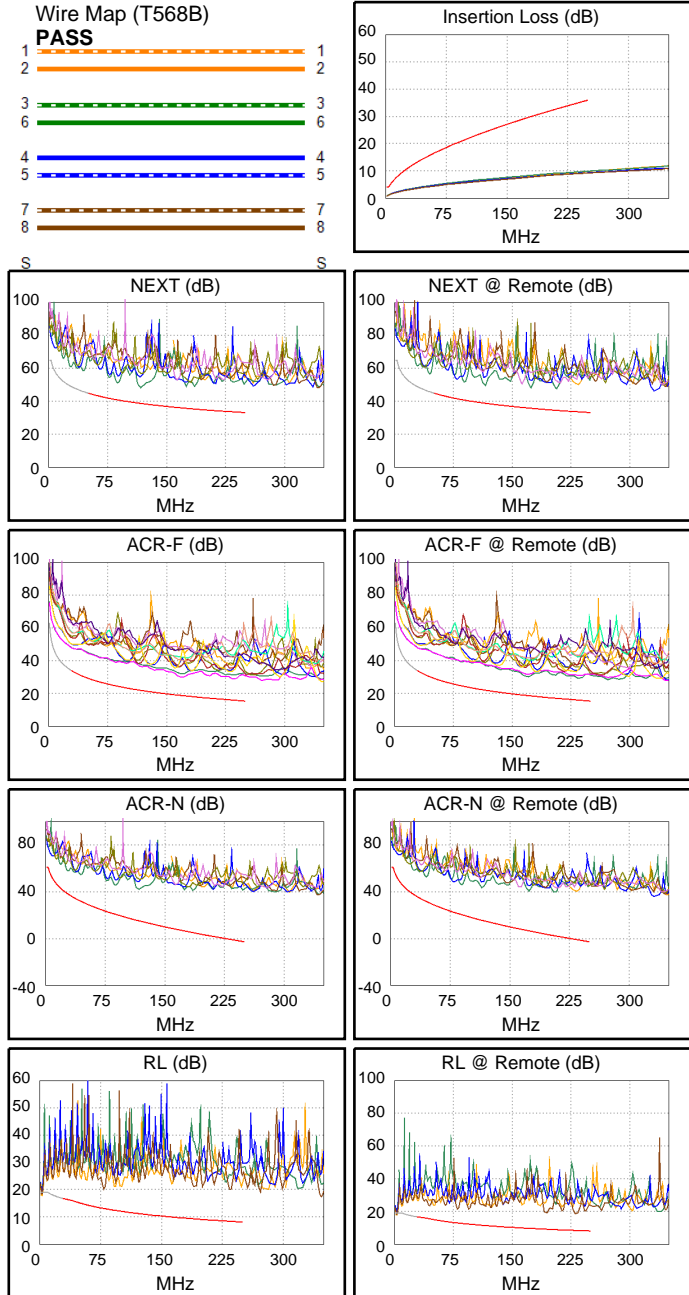 Wire Map (T568B)
PASS
1 1
2 2
3 3
6 6
4 4
5 5
7 7
8 8
S S
Insertion Loss (dB)
60
50
40
30
20
10
0
0 75 150 225 300
MHz
NEXT (dB)
100
80
60
40
20
0
0 75 150 225 300
MHz
NEXT @ Remote (dB)
100
80
60
40
20
0
0 75 150 225 300
MHz
ACR-F (dB)
100
80
60
40
20
0
0 75 150 225 300
MHz
ACR-F @ Remote (dB)
100
80
60
40
20
0
0 75 150 225 300
MHz
ACR-N (dB)
80
40
0
-40
0 75 150 225 300
MHz
ACR-N @ Remote (dB)
80
40
0
-40
0 75 150 225 300
MHz
RL (dB)
60
50
40
30
20
10
0
0 75 150 225 300
MHz
RL @ Remote (dB)
100
80
60
40
20
0
0 75 150 225 300
MHz